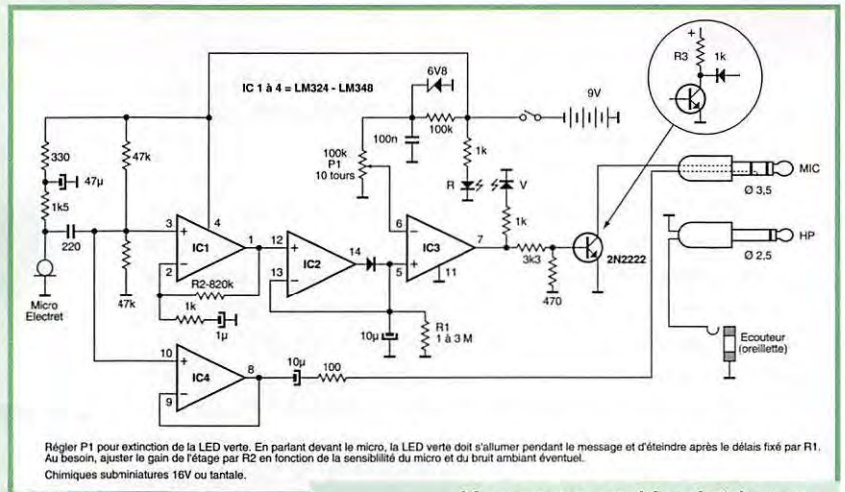 IC 1 à 4 = LM324 - LM348
6V8
9V
+
R3
1k
330
47k
47µ
1k5
220
100n
100k
100k
P1
10 tours
1k
R
V
1k
MIC
Ø 3,5
3
4
IC1
1
2
12
IC2
14
13
6
IC3
7
5
11
3k3
2N2222
HP
Ø 2,5
R2-820k
1k
1µ
470
Micro
Electret
47k
10µ
R1
1 à 3 M
Ecouteur
(oreillette)
10
IC4
8
9
10µ
100
Régler P1 pour extinction de la LED verte. En parlant devant le micro, la LED verte doit s'allumer pendant le message et d'éteindre après le délais fixé par R1.
Au besoin, ajuster le gain de l'étage par R2 en fonction de la sensiblilité du micro et du bruit ambiant éventuel.
Chimiques subminiatures 16V ou tantale.